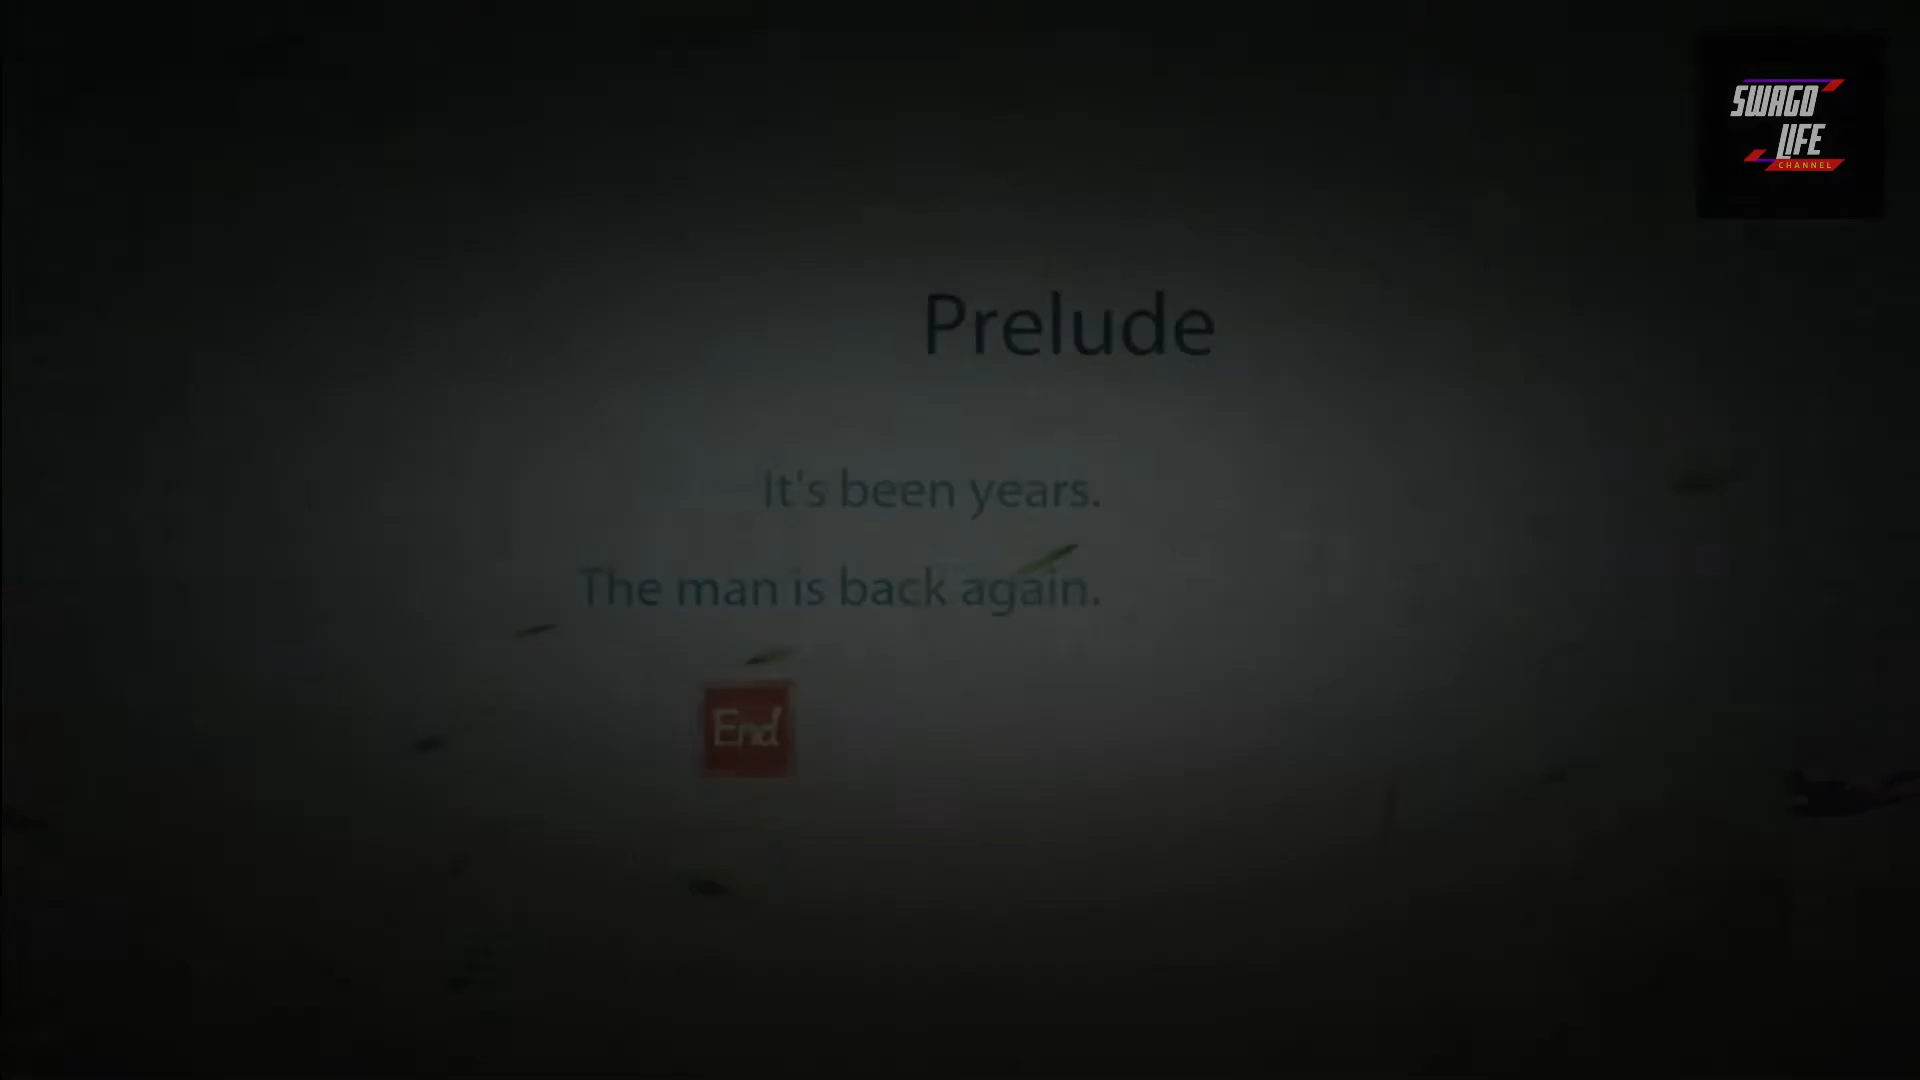 SWAGO
LIFE
CHANNEL
Prelude
It's been years.
The man is back again.
End